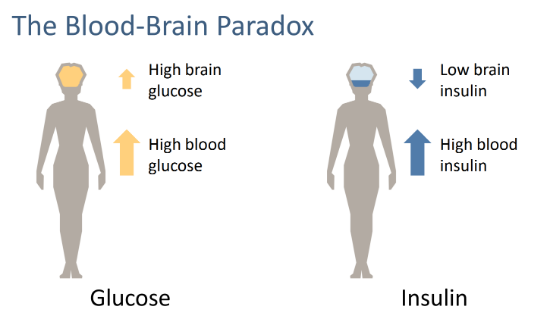 The Blood-Brain Paradox
High brain
glucose
High blood
glucose
Glucose
Low brain
insulin
High blood
insulin
Insulin